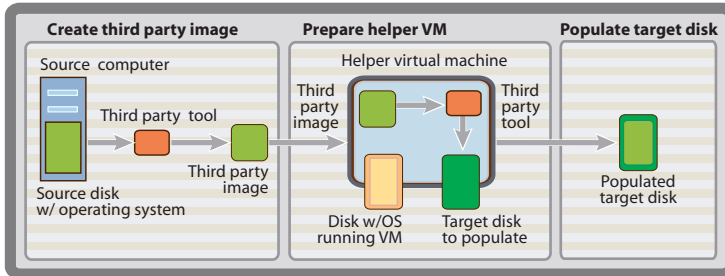 Create third party image
Source computer
Third party tool
Third party
image
Source disk
w/ operating system
Prepare helper VM
Helper virtual machine
Third
party
image
Third
party
tool
Disk w/OS
running VM
Target disk
to populate
Populate target disk
Populated
target disk